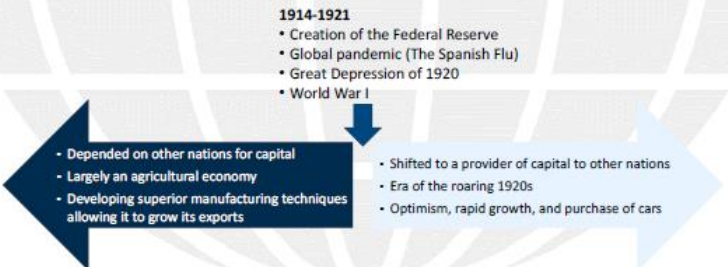 1914-1921
• Creation of the Federal Reserve
• Global pandemic (The Spanish Flu)
• Great Depression of 1920
• World War I
- Depended on other nations for capital
- Largely an agricultural economy
- Developing superior manufacturing techniques
allowing it to grow its exports
• Shifted to a provider of capital to other nations
• Era of the roaring 1920s
• Optimism, rapid growth, and purchase of cars